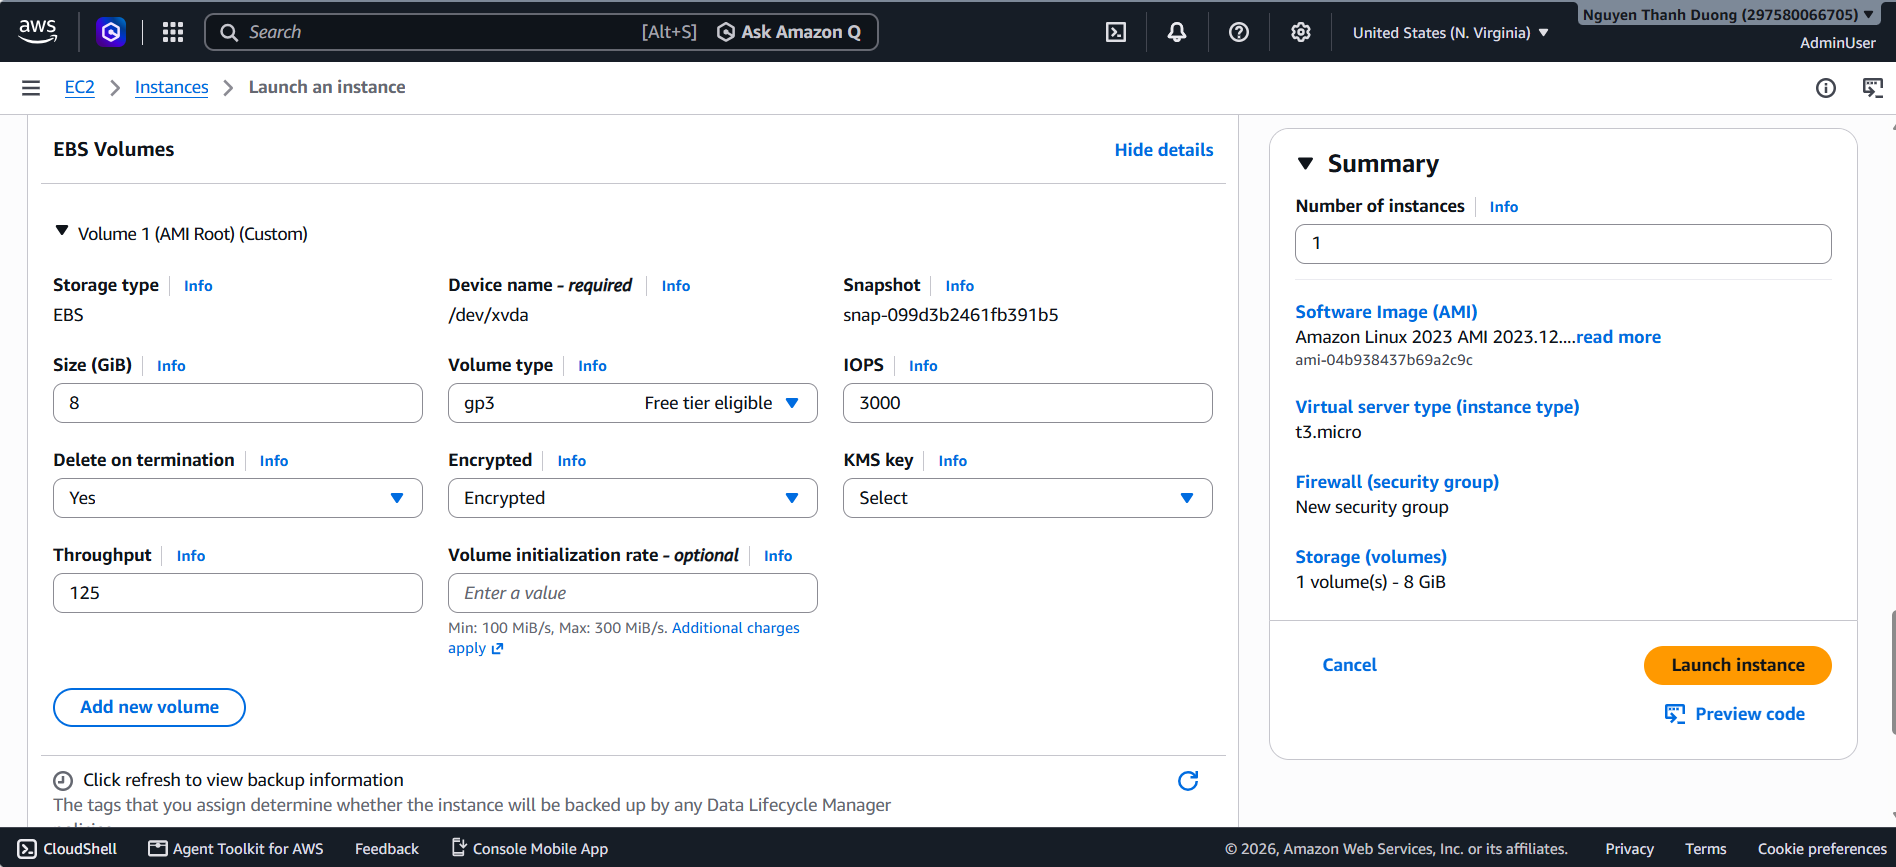 aws
Search [Alt+S] Ask Amazon Q
United States (N. Virginia)
Nguyen Thanh Duong (297580066705)
AdminUser
EC2 Instances Launch an instance
EBS Volumes Hide details
Volume 1 (AMI Root) (Custom)
Storage type Info Device name - required Info Snapshot Info
EBS /dev/xvda snap-099d3b2461fb391b5
Size (GiB) Info Volume type Info IOPS Info
8 gp3 Free tier eligible 3000
Delete on termination Info Encrypted Info KMS key Info
Yes Encrypted Select
Throughput Info Volume initialization rate - optional Info
125 Enter a value
Min: 100 MiB/s, Max: 300 MiB/s. Additional charges
apply
Add new volume
Click refresh to view backup information
The tags that you assign determine whether the instance will be backed up by any Data Lifecycle Manager
Summary
Number of instances Info
1
Software Image (AMI)
Amazon Linux 2023 AMI 2023.12....read more
ami-04b938437b69a2c9c
Virtual server type (instance type)
t3.micro
Firewall (security group)
New security group
Storage (volumes)
1 volume(s) - 8 GiB
Cancel Launch instance
Preview code
CloudShell Agent Toolkit for AWS Feedback Console Mobile App © 2026, Amazon Web Services, Inc. or its affiliates. Privacy Terms Cookie preferences